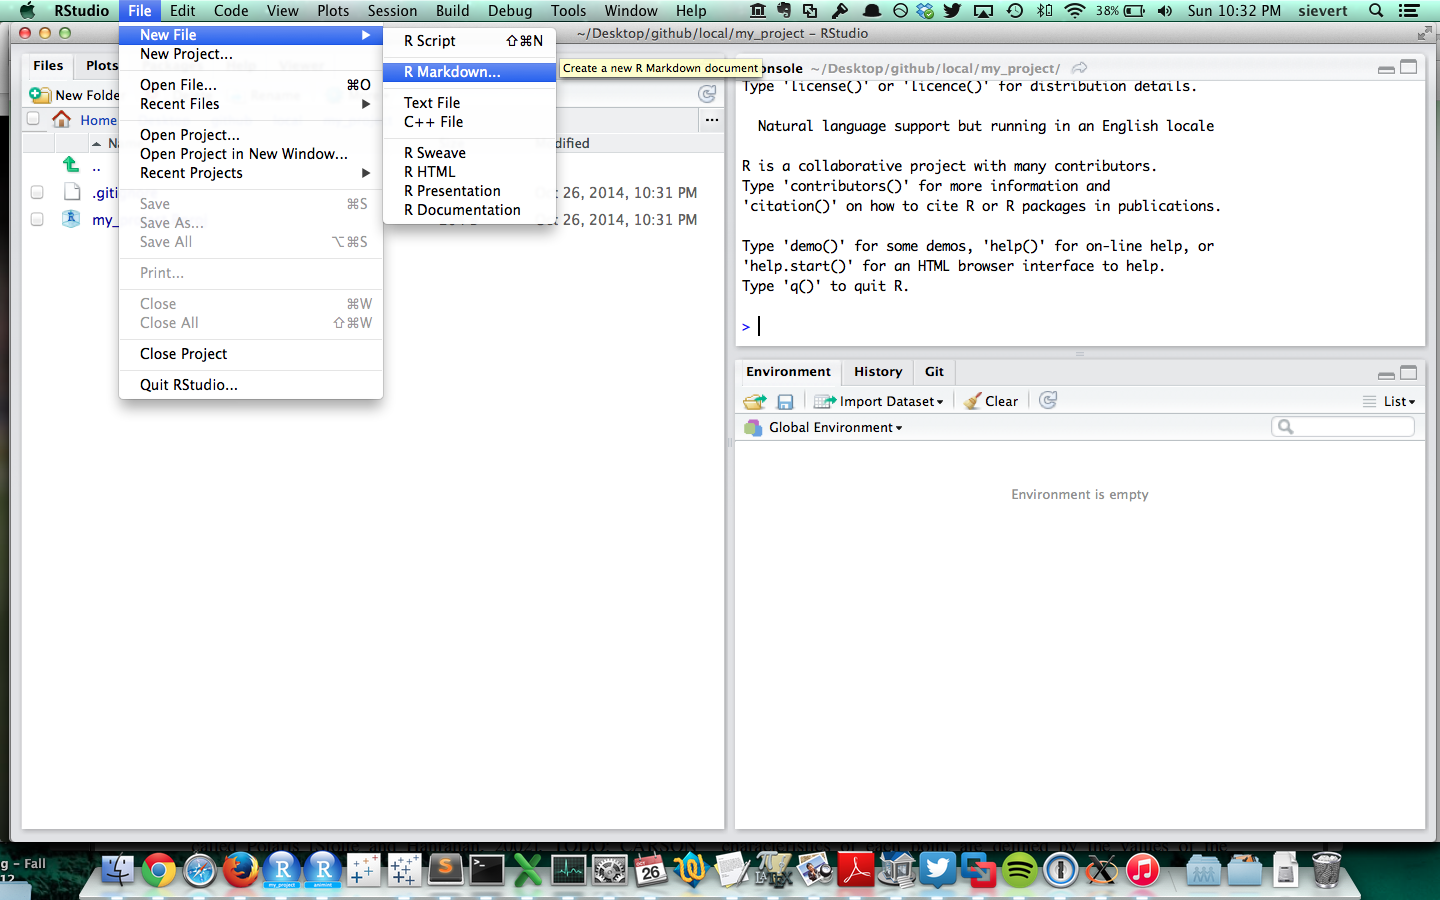 RStudio File Edit Code View Plots Session Build Debug Tools Window Help 38% Sun 10:32 PM sievert
~/Desktop/github/local/my_project – RStudio
New File
New Project...
Open File... ⌘O
Recent Files
Open Project...
Open Project in New Window...
Recent Projects
Save ⌘S
Save As...
Save All ⌥⌘S
Print...
Close ⌘W
Close All ⇧⌘W
Close Project
Quit RStudio...
R Script ⇧⌘N
R Markdown...
Text File
C++ File
R Sweave
R HTML
R Presentation
R Documentation
Create a new R Markdown document
Files Plots
New Folde
Home
Na
odified
..
.giti
26, 2014, 10:31 PM
my_
Oct 26, 2014, 10:31 PM
onsole ~/Desktop/github/local/my_project/
Type 'license()' or 'licence()' for distribution details.
Natural language support but running in an English locale
R is a collaborative project with many contributors.
Type 'contributors()' for more information and
'citation()' on how to cite R or R packages in publications.
Type 'demo()' for some demos, 'help()' for on-line help, or
'help.start()' for an HTML browser interface to help.
Type 'q()' to quit R.
>
Environment History Git
Import Dataset Clear List
Global Environment
Environment is empty
g – Fall
12
my_project
animint
OCT
26